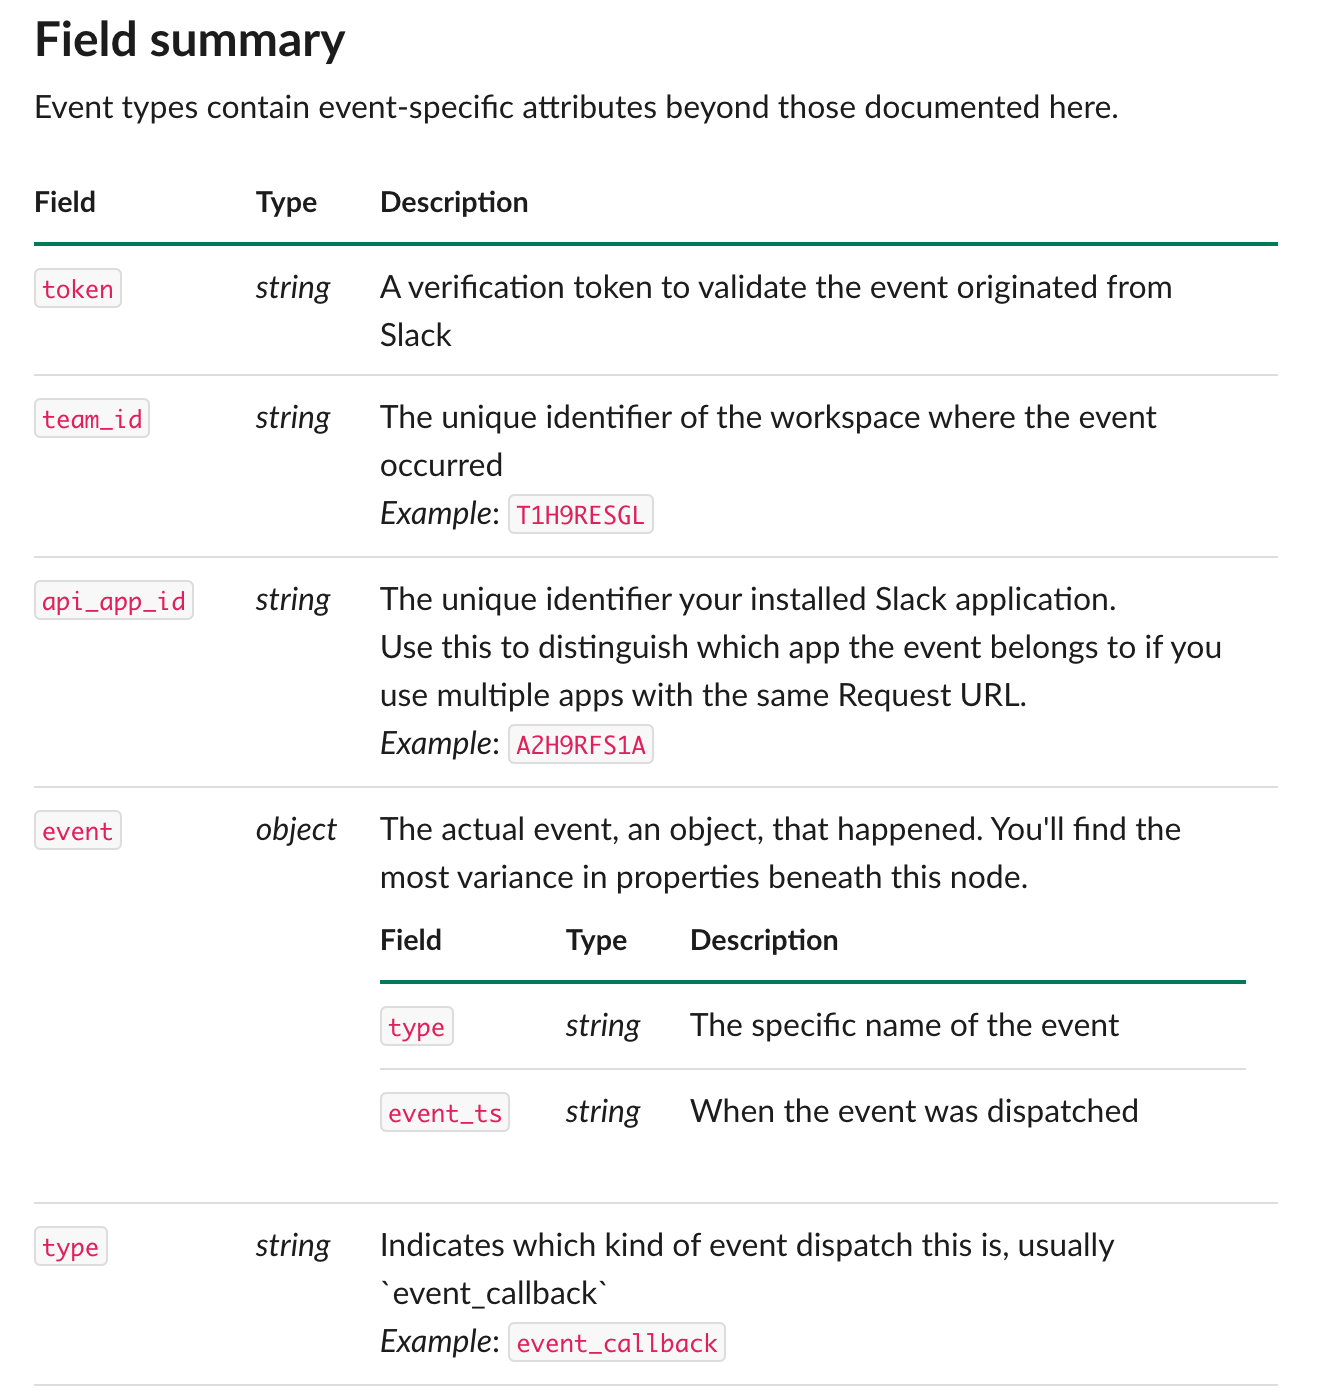 Field summary
Event types contain event-specific attributes beyond those documented here.
Field Type Description
token string A verification token to validate the event originated from
Slack
team_id string The unique identifier of the workspace where the event
occurred
Example: T1H9RESGL
api_app_id string The unique identifier your installed Slack application.
Use this to distinguish which app the event belongs to if you
use multiple apps with the same Request URL.
Example: A2H9RFS1A
event object The actual event, an object, that happened. You'll find the
most variance in properties beneath this node.
Field Type Description
type string The specific name of the event
event_ts string When the event was dispatched
type string Indicates which kind of event dispatch this is, usually
`event_callback`
Example: event_callback